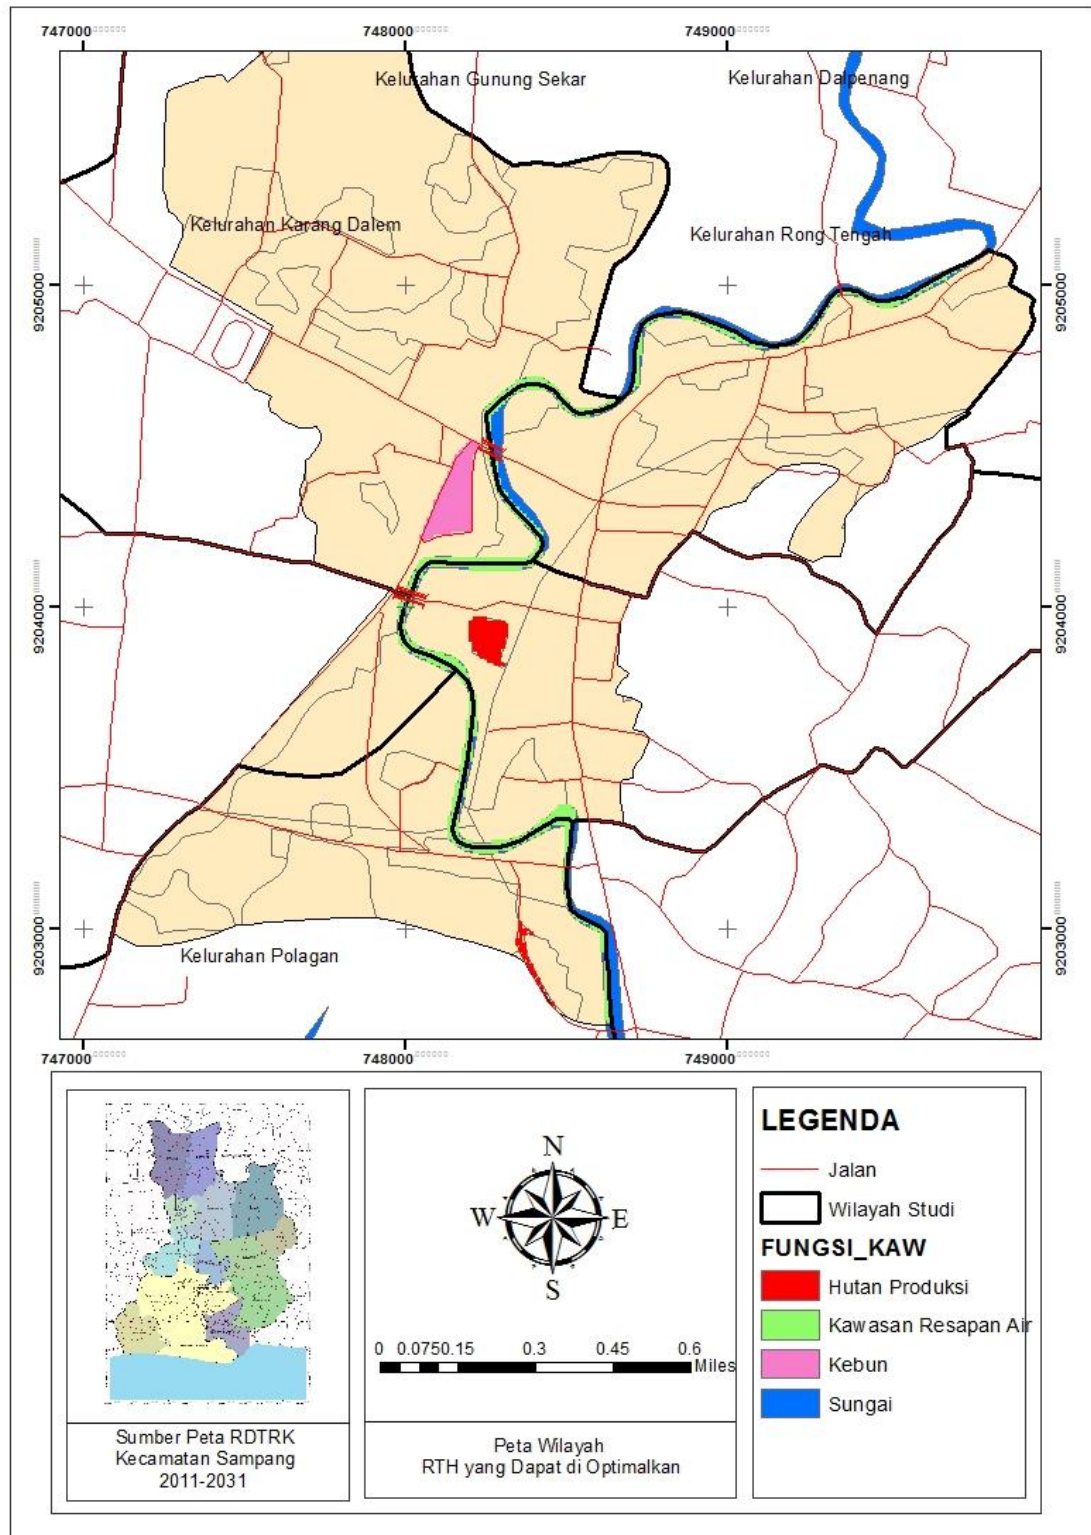 747000 748000 749000
Kelurahan Gunung Sekar
Kelurahan Dalpenang
Kelurahan Karang Dalem
Kelurahan Rong Tengah
9205000
9205000
9204000
9204000
9203000
9203000
Kelurahan Polagan
747000 748000 749000
Sumber Peta RDTRK
Kecamatan Sampang
2011-2031
N
W E
S
0 0.0750.15 0.3 0.45 0.6
Miles
Peta Wilayah
RTH yang Dapat di Optimalkan
LEGENDA
Jalan
Wilayah Studi
FUNGSI_KAW
Hutan Produksi
Kawasan Resapan Air
Kebun
Sungai